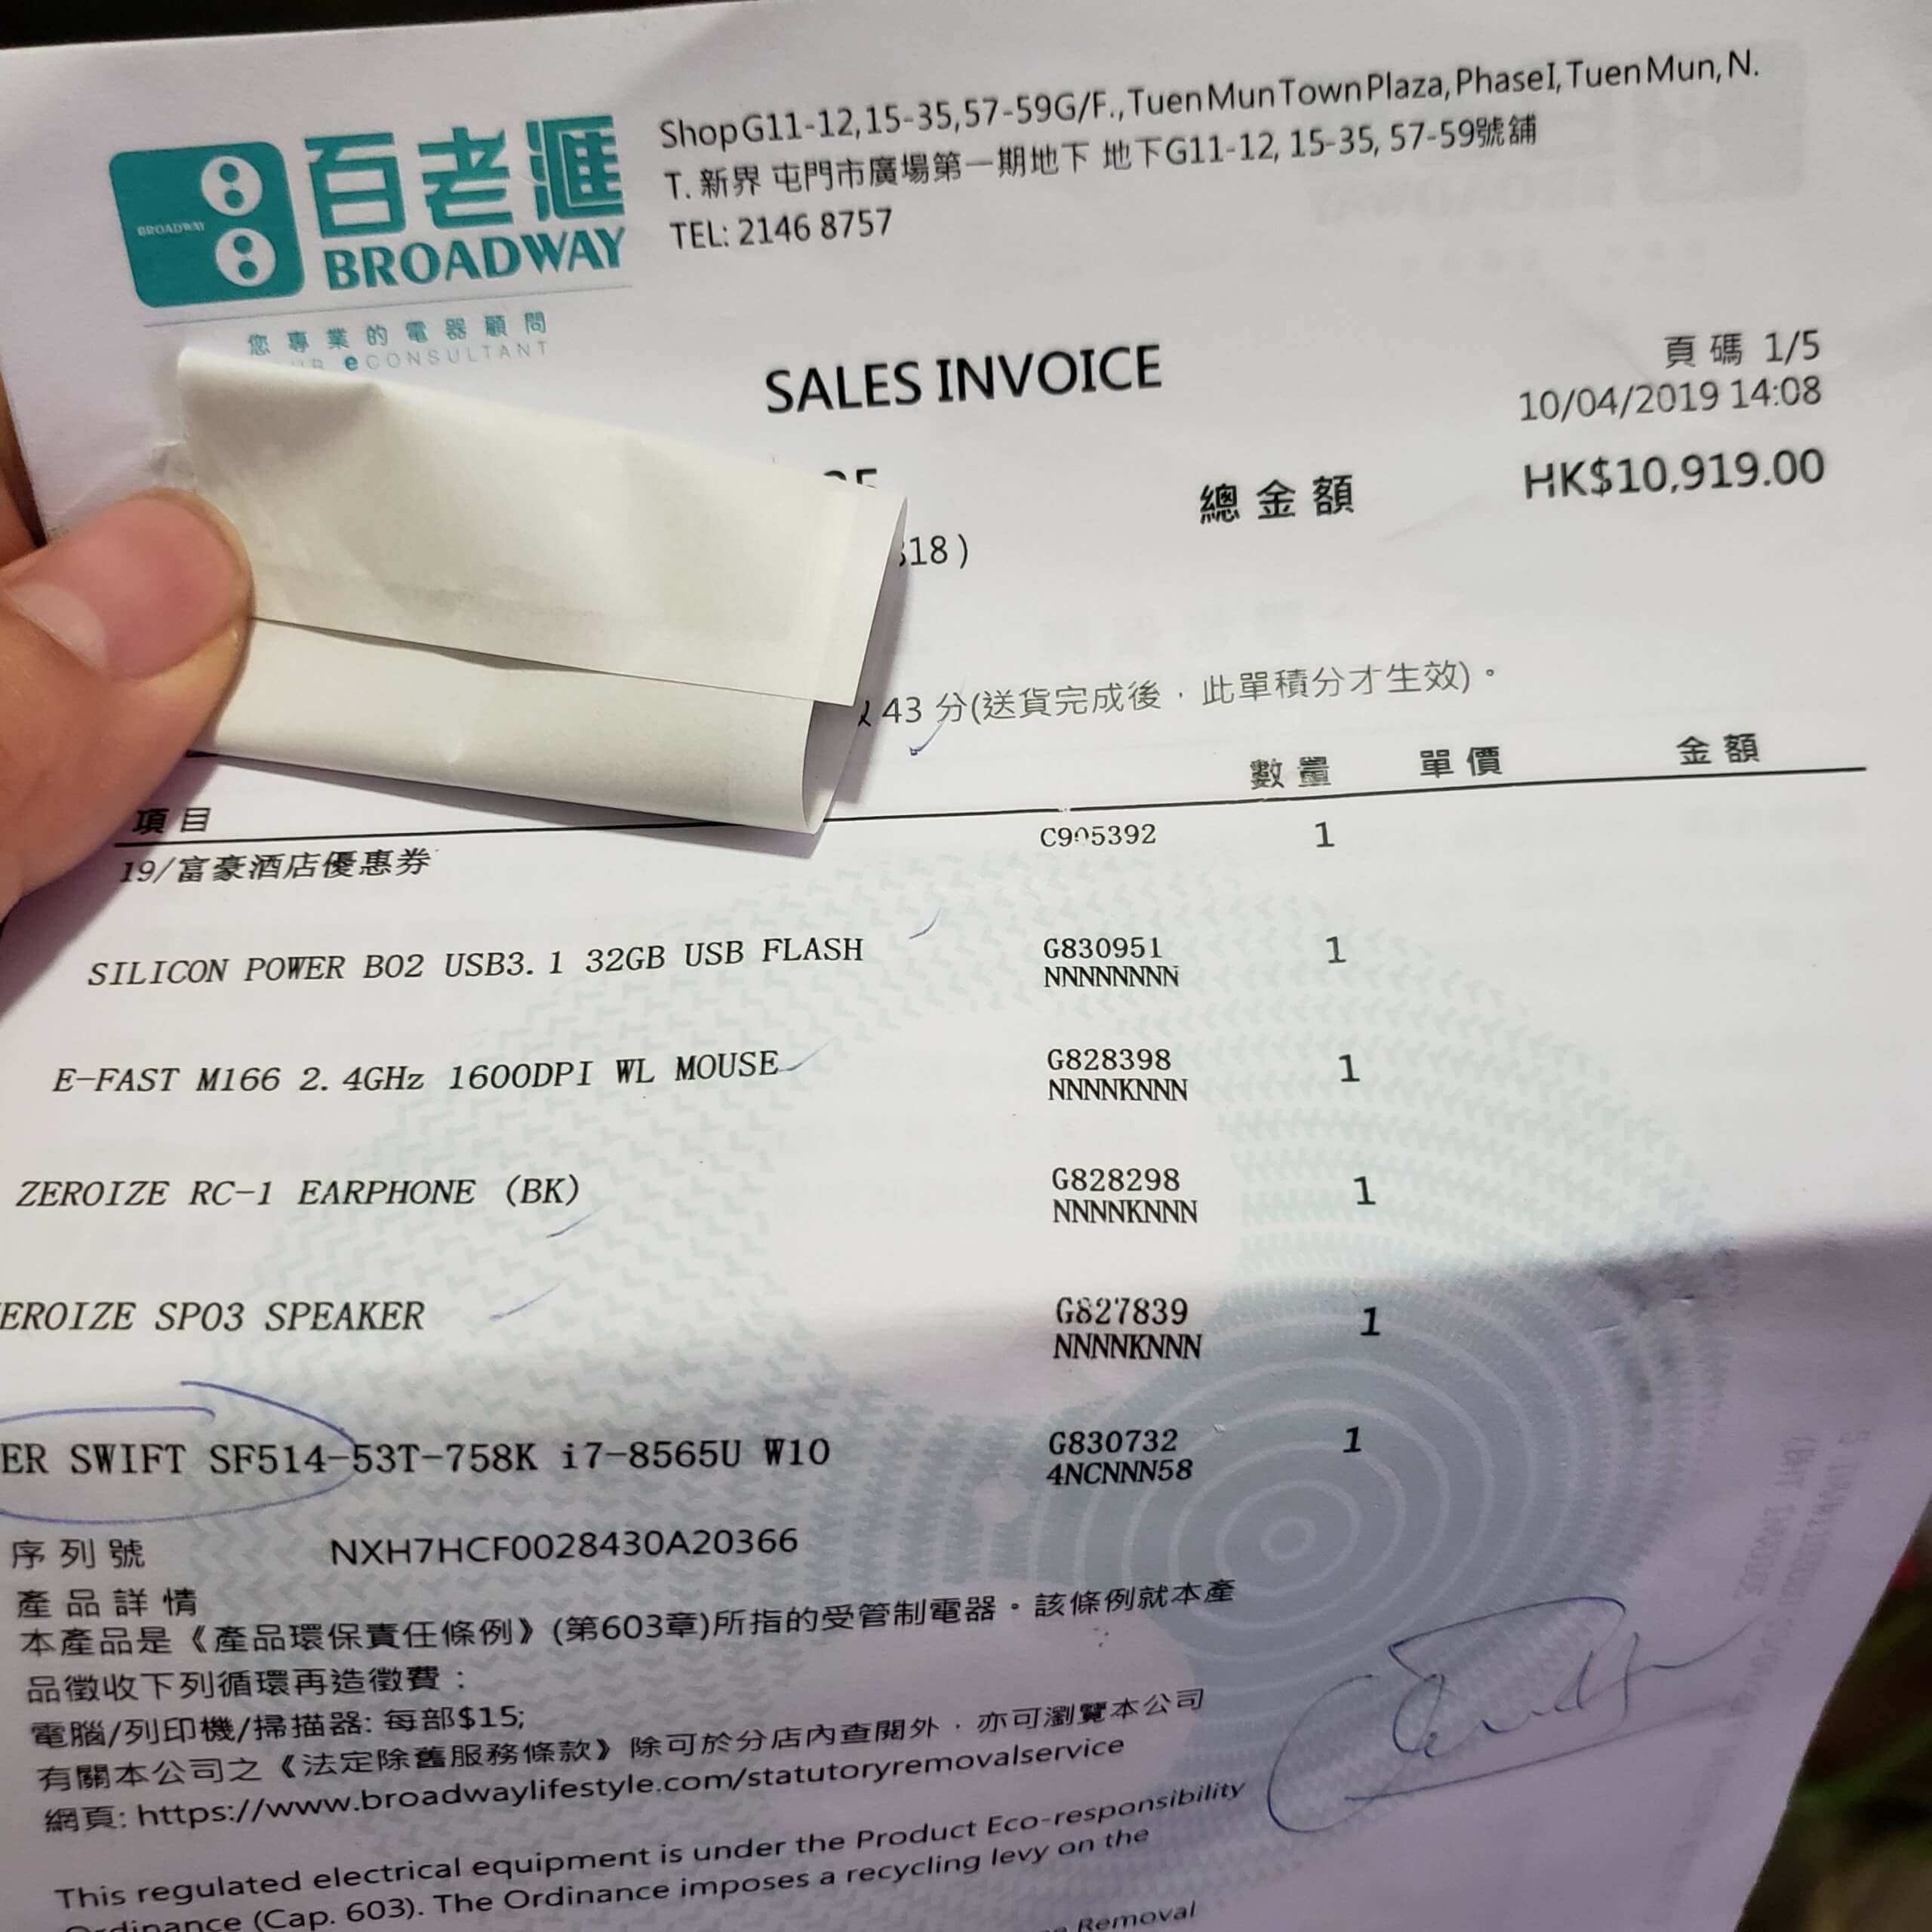 百老滙
BROADWAY
BROADWAY
您專業的電器顧問
eCONSULTANT
ShopG11-12,15-35,57-59G/F.,TuenMunTownPlaza,PhaseI,TuenMun,N.
T. 新界 屯門市廣場第一期地下 地下G11-12, 15-35, 57-59號舖
TEL: 2146 8757
SALES INVOICE
頁碼 1/5
10/04/2019 14:08
總金額 HK$10,919.00
18)
43 分(送貨完成後，此單積分才生效)。
項目 數量 單價 金額
19/富豪酒店優惠券 C905392 1
SILICON POWER B02 USB3.1 32GB USB FLASH G830951 1
NNNNNNNN
E-FAST M166 2.4GHz 1600DPI WL MOUSE G828398 1
NNNNKNNN
ZEROIZE RC-1 EARPHONE (BK) G828298 1
NNNNKNNN
EROIZE SP03 SPEAKER G827839 1
NNNNKNNN
ER SWIFT SF514-53T-758K i7-8565U W10 G830732 1
4NCNNN58
序列號 NXH7HCF0028430A20366
產品詳情
本產品是《產品環保責任條例》(第603章)所指的受管制電器。該條例就本產
品徵收下列循環再造徵費：
電腦/列印機/掃描器: 每部$15;
有關本公司之《法定除舊服務條款》除可於分店內查閱外，亦可瀏覽本公司
網頁: https://www.broadwaylifestyle.com/statutoryremovalservice
This regulated electrical equipment is under the Product Eco-responsibility
Ordinance (Cap. 603). The Ordinance imposes a recycling levy on the
Removal